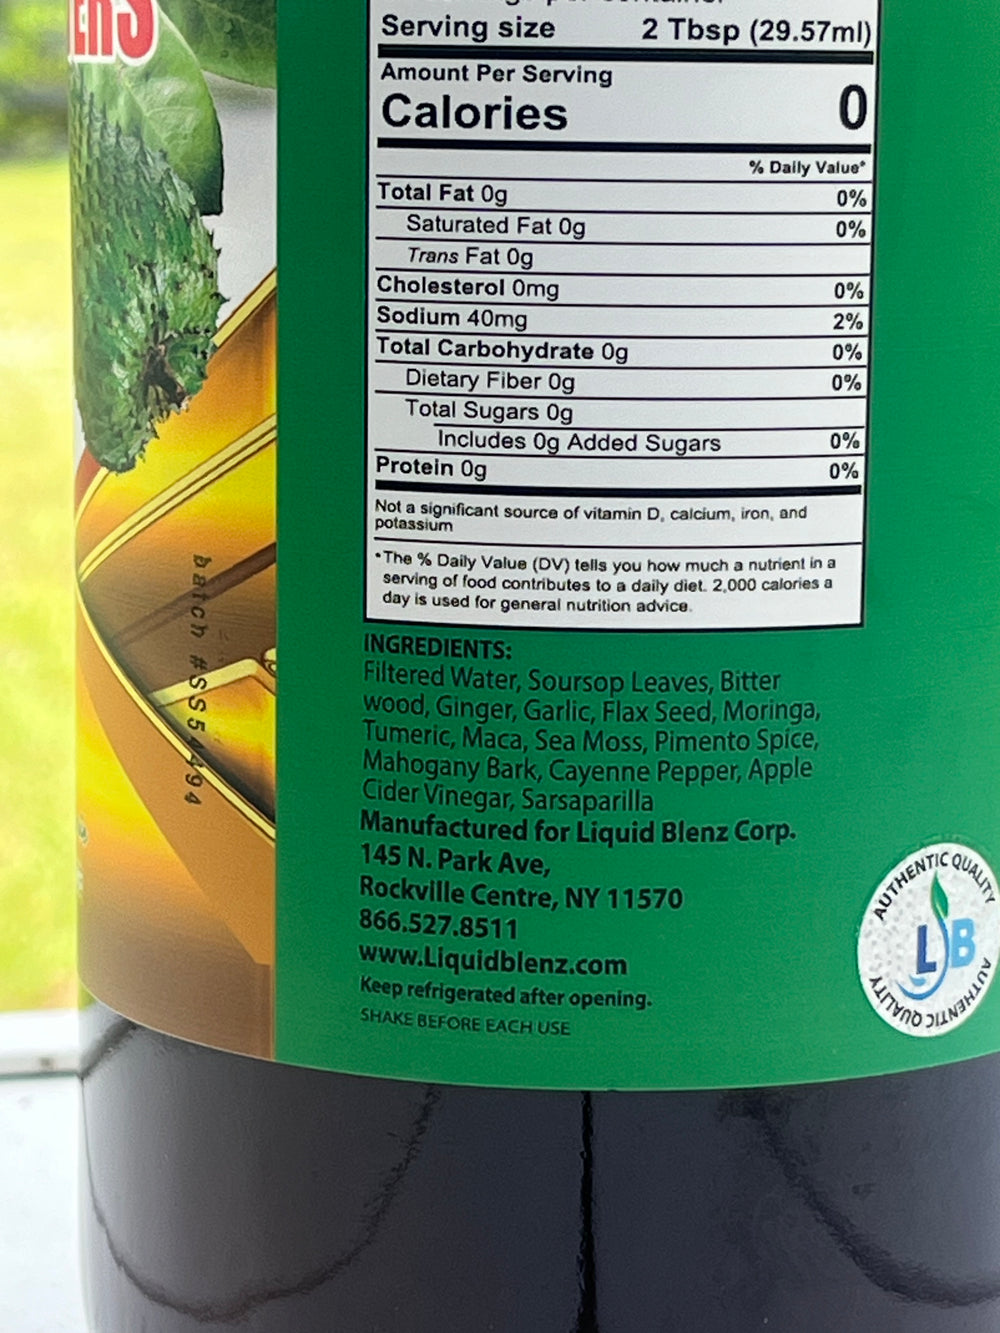 ERS
Serving size 2 Tbsp (29.57ml)
Amount Per Serving
Calories 0
% Daily Value*
Total Fat 0g 0%
Saturated Fat 0g 0%
Trans Fat 0g
Cholesterol 0mg 0%
Sodium 40mg 2%
Total Carbohydrate 0g 0%
Dietary Fiber 0g 0%
Total Sugars 0g
Includes 0g Added Sugars 0%
Protein 0g 0%
Not a significant source of vitamin D, calcium, iron, and
potassium
*The % Daily Value (DV) tells you how much a nutrient in a
serving of food contributes to a daily diet. 2,000 calories a
day is used for general nutrition advice.
batch #SS5
INGREDIENTS:
Filtered Water, Soursop Leaves, Bitter
wood, Ginger, Garlic, Flax Seed, Moringa,
Tumeric, Maca, Sea Moss, Pimento Spice,
Mahogany Bark, Cayenne Pepper, Apple
Cider Vinegar, Sarsaparilla
Manufactured for Liquid Blenz Corp.
145 N. Park Ave,
Rockville Centre, NY 11570
866.527.8511
www.Liquidblenz.com
Keep refrigerated after opening.
SHAKE BEFORE EACH USE
AUTHENTIC QUALITY
LB
AUTHENTIC QUALITY